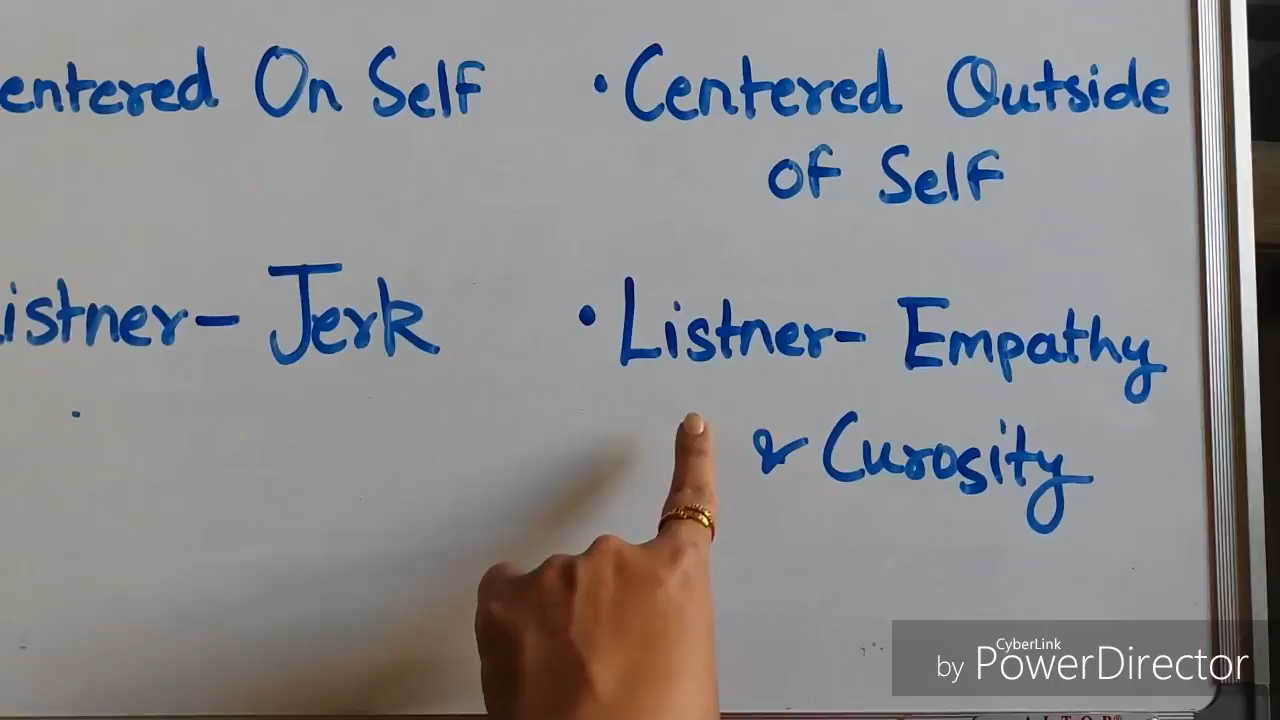 entered On Self
• Centered Outside
of Self
istner- Jerk
• Listner- Empathy
& Curosity
CyberLink
by PowerDirector